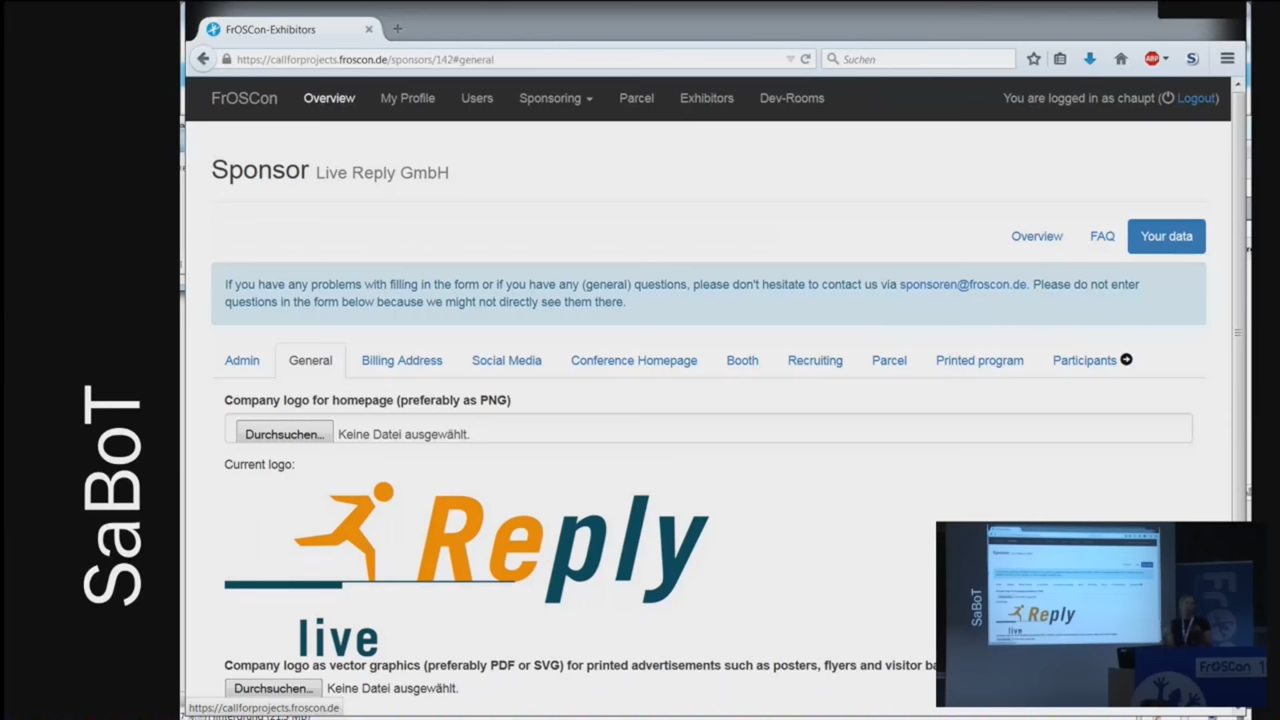 FrOSCon-Exhibitors
https://callforprojects.froscon.de/sponsors/142#general
Suchen
ABP
S
FrOSCon Overview My Profile Users Sponsoring Parcel Exhibitors Dev-Rooms You are logged in as chaupt (Logout)
Sponsor Live Reply GmbH
Overview FAQ Your data
If you have any problems with filling in the form or if you have any (general) questions, please don't hesitate to contact us via sponsoren@froscon.de. Please do not enter
questions in the form below because we might not directly see them there.
Admin General Billing Address Social Media Conference Homepage Booth Recruiting Parcel Printed program Participants
Company logo for homepage (preferably as PNG)
Durchsuchen... Keine Datei ausgewählt.
Current logo:
Reply
live
Company logo as vector graphics (preferably PDF or SVG) for printed advertisements such as posters, flyers and visitor
Durchsuchen... Keine Datei ausgewählt.
https://callforprojects.froscon.de
SaBoT
SaBoT
Reply
live
FrOSCon 1